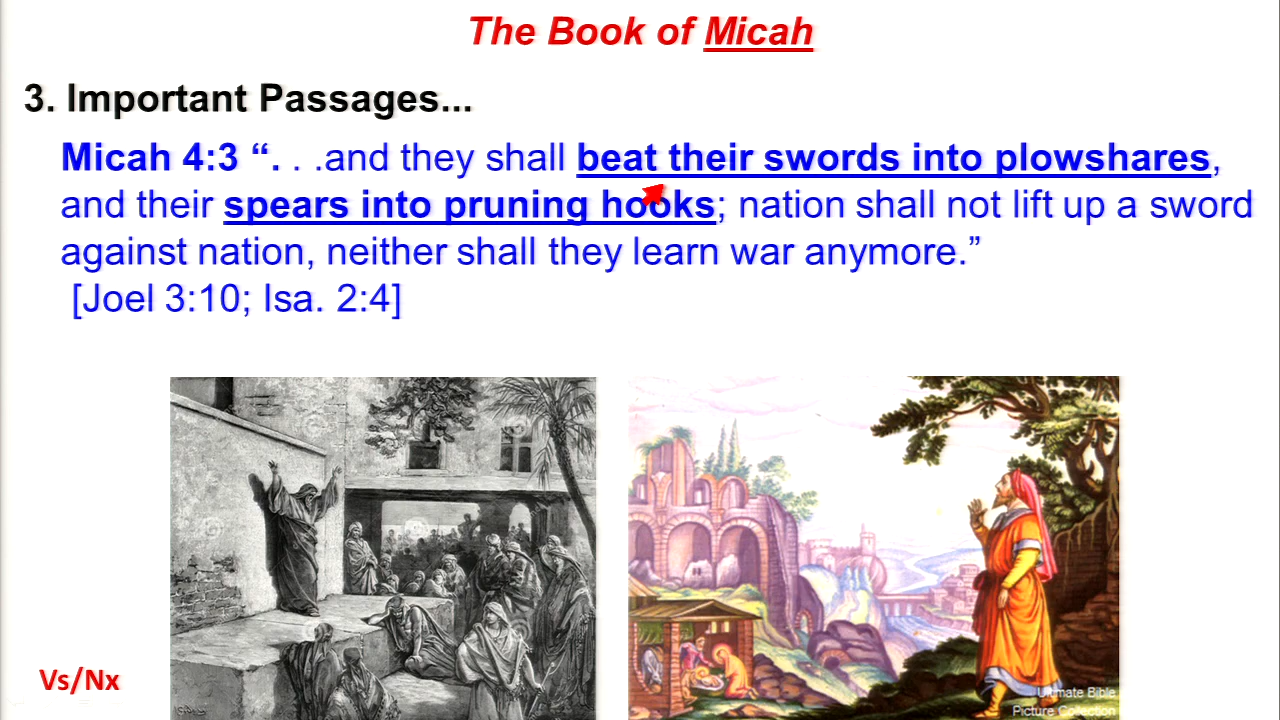 The Book of Micah
3. Important Passages...
Micah 4:3 “. . .and they shall beat their swords into plowshares,
and their spears into pruning hooks; nation shall not lift up a sword
against nation, neither shall they learn war anymore.”
[Joel 3:10; Isa. 2:4]
Vs/Nx
Ultimate Bible
Picture Collection